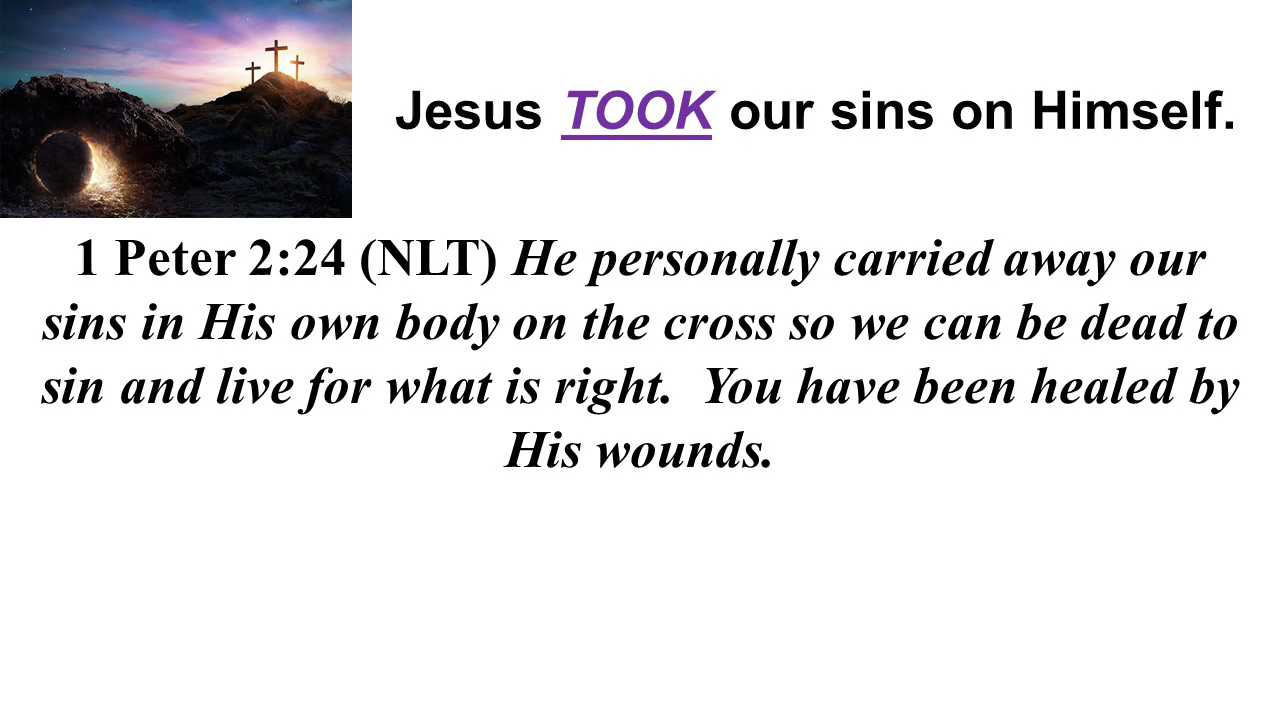 Jesus TOOK our sins on Himself.
1 Peter 2:24 (NLT) He personally carried away our
sins in His own body on the cross so we can be dead to
sin and live for what is right.  You have been healed by
His wounds.